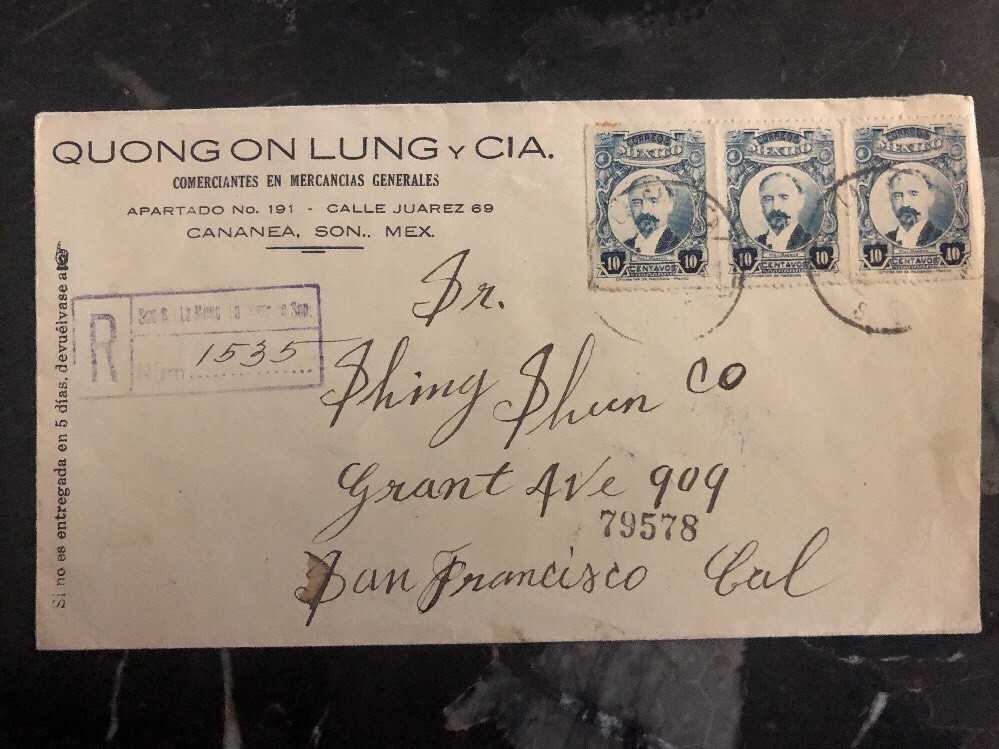 QUONG ON LUNG Y CIA.
COMERCIANTES EN MERCANCIAS GENERALES
APARTADO No. 191 - CALLE JUAREZ 69
CANANEA, SON., MEX.
CORREOS
MEXICO
10 CENTAVOS 10
CORREOS
MEXICO
10 CENTAVOS 10
CORREOS
MEXICO
10 CENTAVOS 10
R
Núm. 1535
Si no es entregada en 5 días, devuélvase a la
Sr.
Shing Shun Co
Grant Ave 909
79578
San Francisco Cal